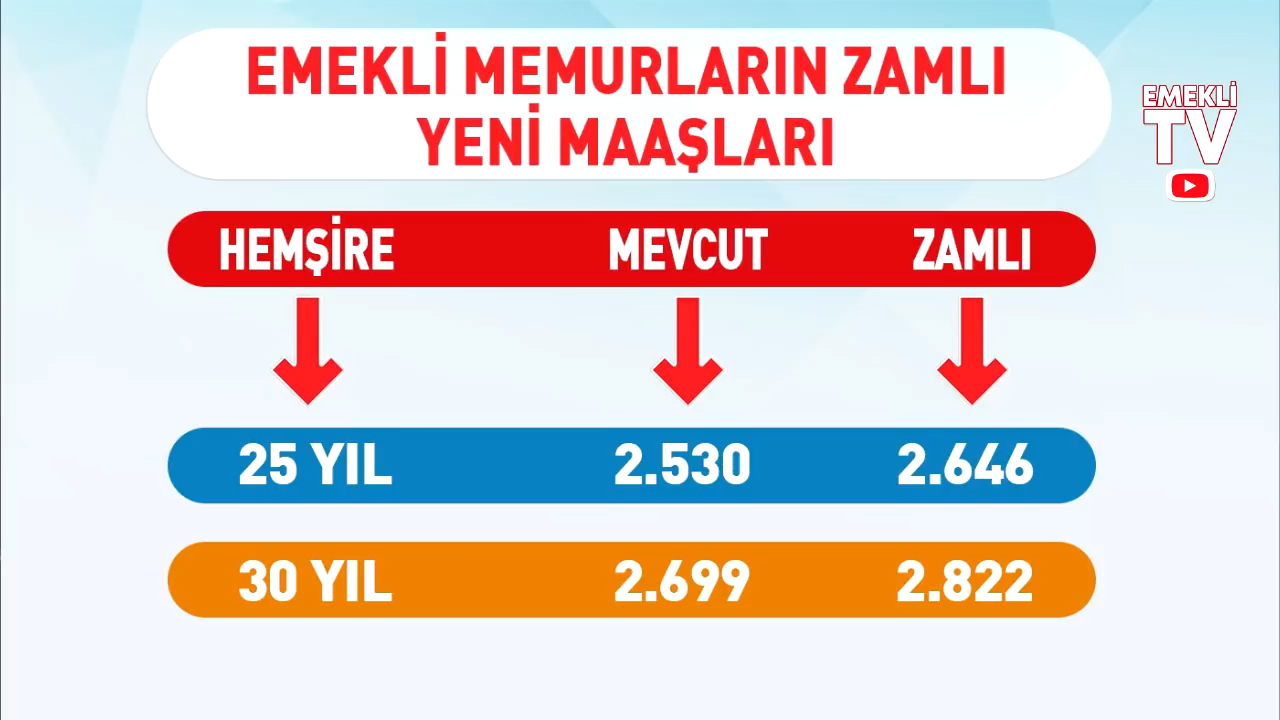 EMEKLİ MEMURLARIN ZAMLI
YENİ MAAŞLARI
EMEKLİ
TV
HEMŞİRE MEVCUT ZAMLI
25 YIL 2.530 2.646
30 YIL 2.699 2.822